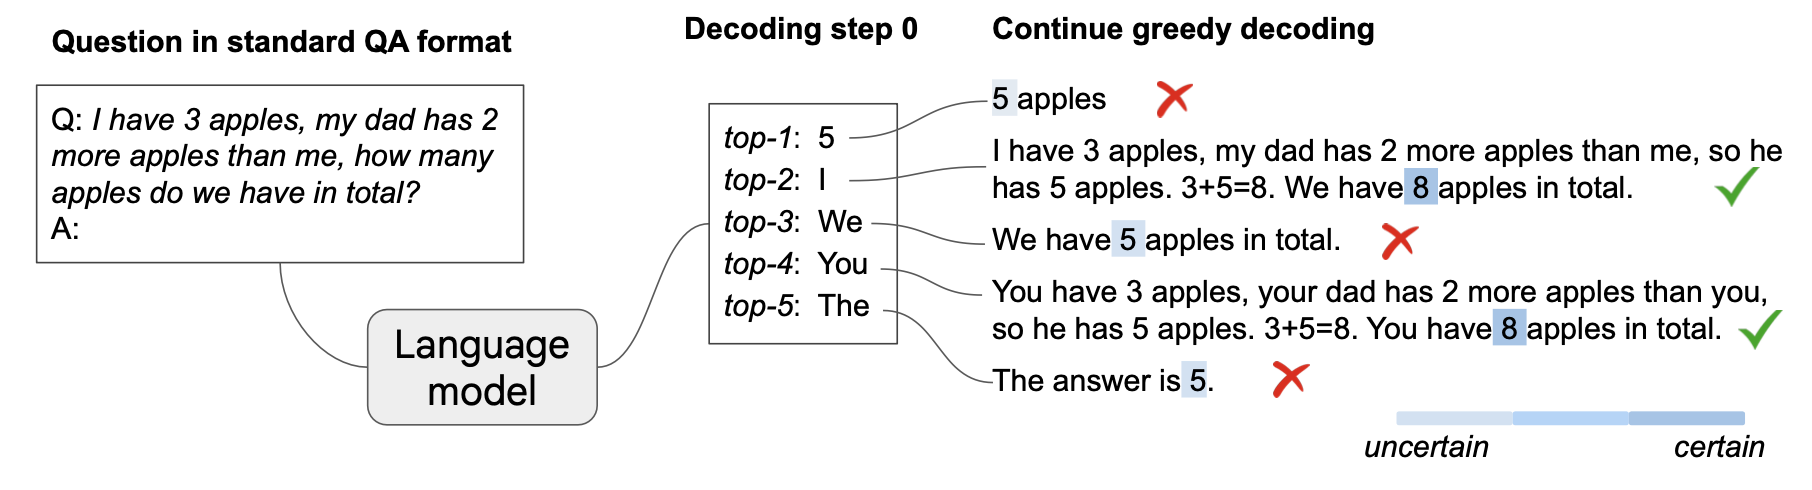 Question in standard QA format
Q: I have 3 apples, my dad has 2
more apples than me, how many
apples do we have in total?
A:
Language
model
Decoding step 0
top-1: 5
top-2: I
top-3: We
top-4: You
top-5: The
Continue greedy decoding
5 apples
I have 3 apples, my dad has 2 more apples than me, so he
has 5 apples. 3+5=8. We have 8 apples in total.
We have 5 apples in total.
You have 3 apples, your dad has 2 more apples than you,
so he has 5 apples. 3+5=8. You have 8 apples in total.
The answer is 5.
uncertain certain